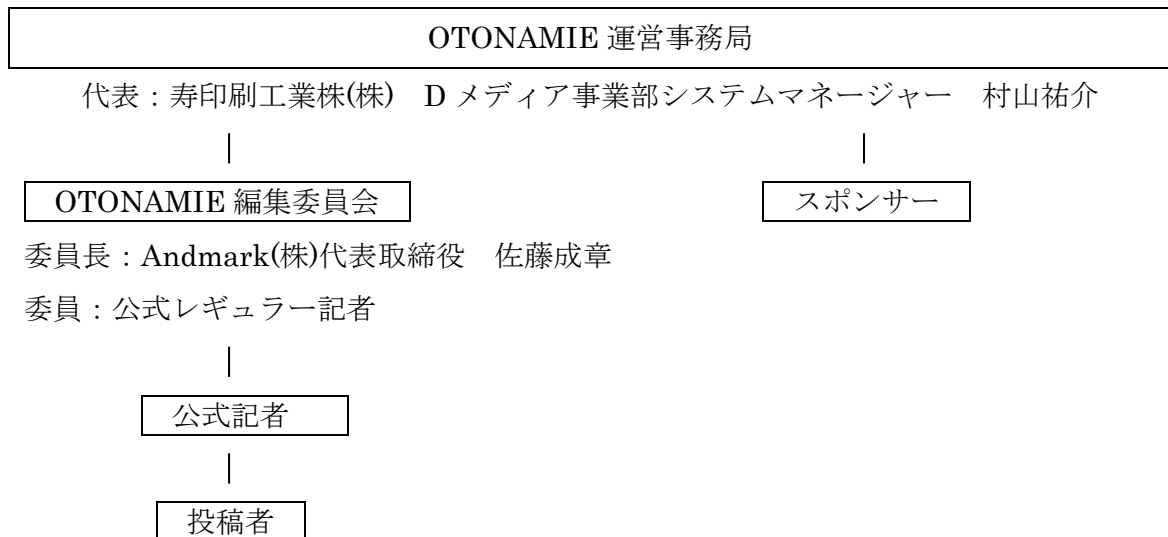 OTONAMIE 運営事務局
代表：寿印刷工業株(株)　D メディア事業部システムマネージャー　村山祐介
OTONAMIE 編集委員会
スポンサー
委員長：Andmark(株)代表取締役　佐藤成章
委員：公式レギュラー記者
公式記者
投稿者